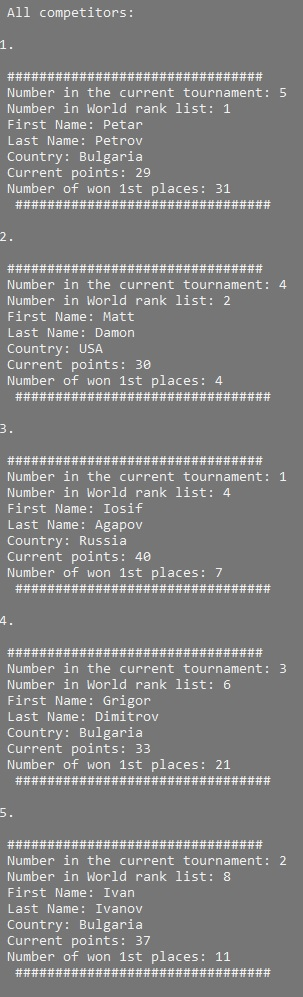 All competitors:
1.
################################
Number in the current tournament: 5
Number in World rank list: 1
First Name: Petar
Last Name: Petrov
Country: Bulgaria
Current points: 29
Number of won 1st places: 31
################################
2.
################################
Number in the current tournament: 4
Number in World rank list: 2
First Name: Matt
Last Name: Damon
Country: USA
Current points: 30
Number of won 1st places: 4
################################
3.
################################
Number in the current tournament: 1
Number in World rank list: 4
First Name: Iosif
Last Name: Agapov
Country: Russia
Current points: 40
Number of won 1st places: 7
################################
4.
################################
Number in the current tournament: 3
Number in World rank list: 6
First Name: Grigor
Last Name: Dimitrov
Country: Bulgaria
Current points: 33
Number of won 1st places: 21
################################
5.
################################
Number in the current tournament: 2
Number in World rank list: 8
First Name: Ivan
Last Name: Ivanov
Country: Bulgaria
Current points: 37
Number of won 1st places: 11
################################